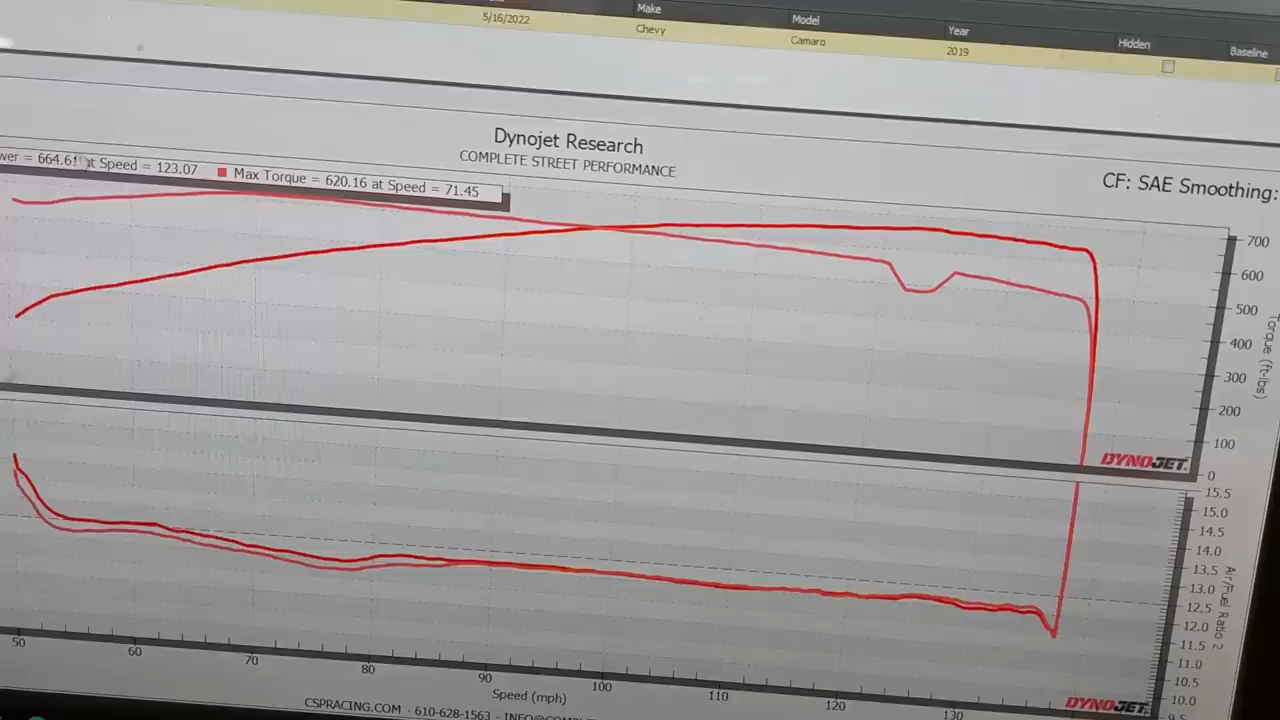 5/16/2022
Make
Chevy
Model
Camaro
Year
2019
Hidden
Baseline
Dynojet Research
COMPLETE STREET PERFORMANCE
CF: SAE Smoothing:
at Speed = 123.07
Max Torque = 620.16 at Speed = 71.45
700
600
500
400
300
200
100
0
Torque (ft-lbs)
DYNOJET
15.5
15.0
14.5
14.0
13.5
13.0
12.5
12.0
11.5
11.0
10.5
10.0
9.5
Air/Fuel Ratio 2
50
60
70
80
90
100
110
120
130
Speed (mph)
DYNOJET
CSPRACING.COM - 610-628-1563 -